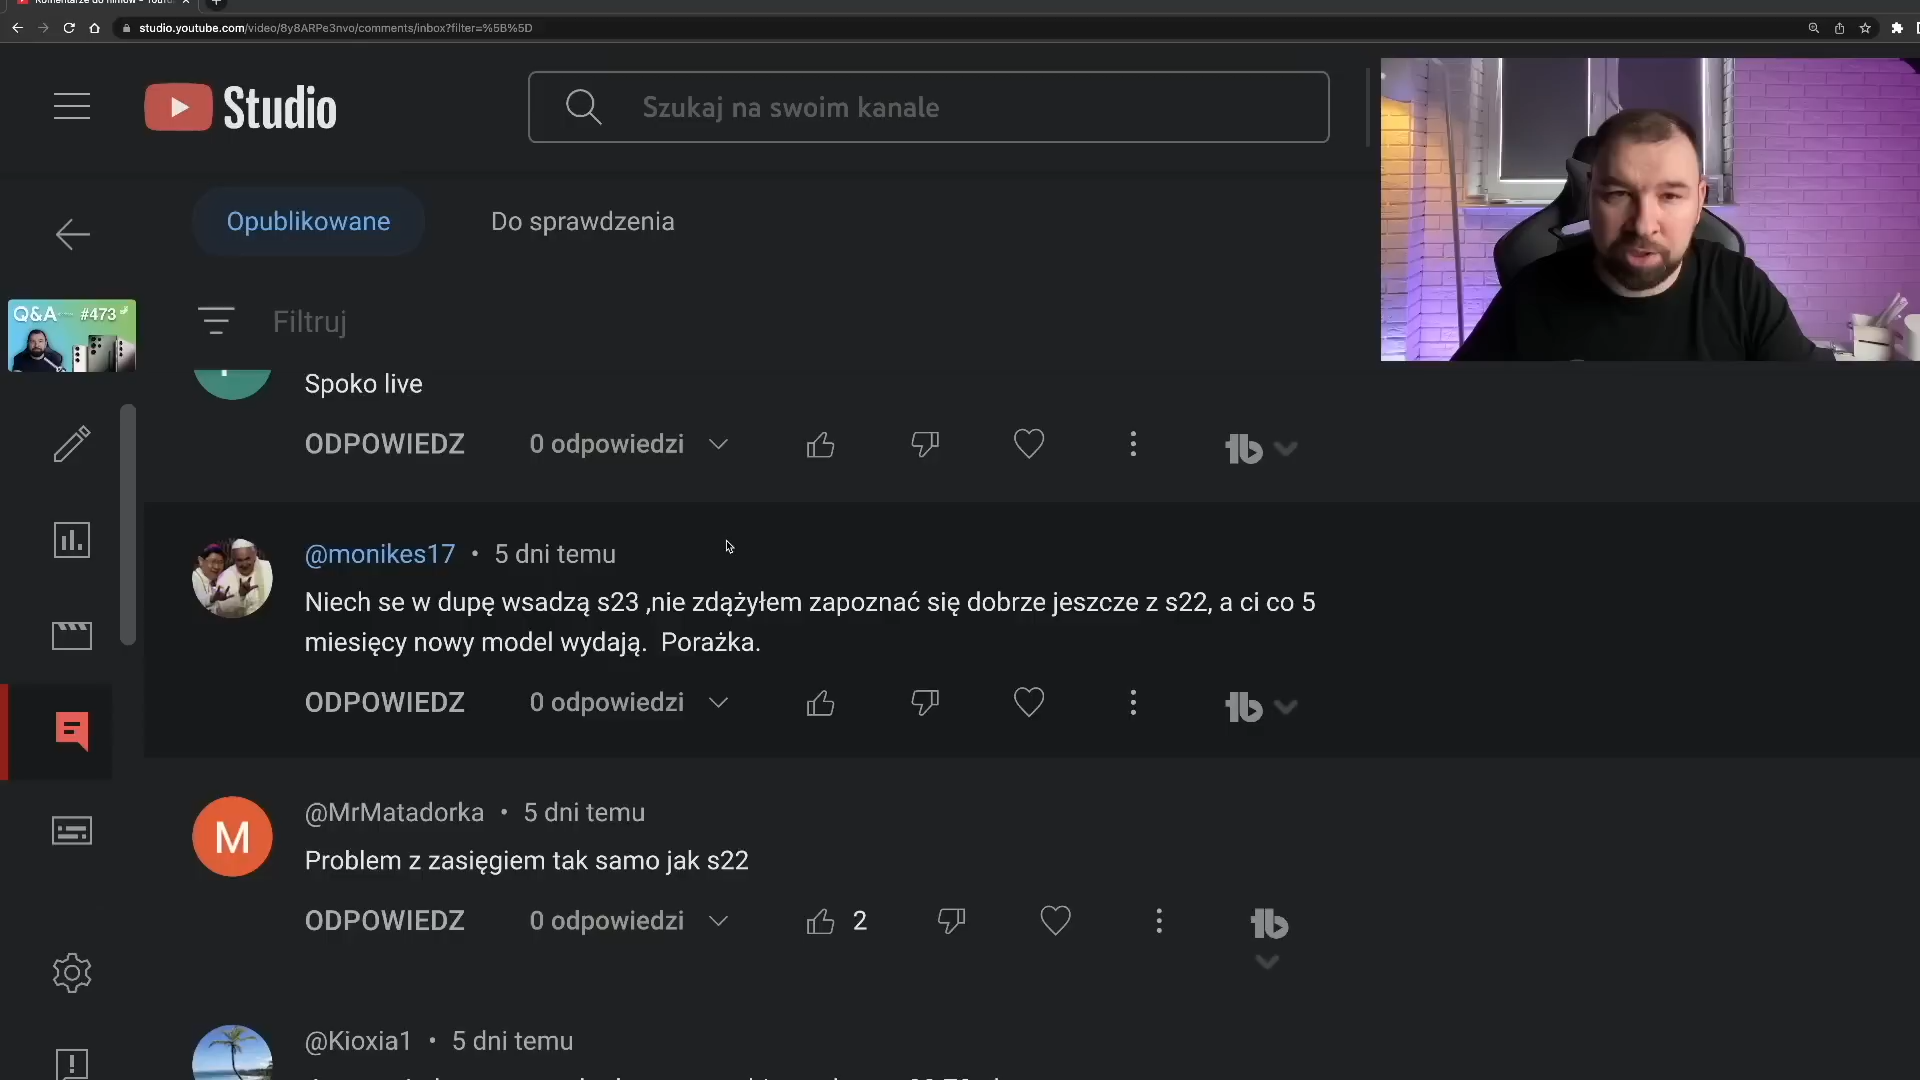 studio.youtube.com/video/8y8ARPe3nvo/comments/inbox?filter=%5B%5D
Studio
Szukaj na swoim kanale
Opublikowane
Do sprawdzenia
Q&A #473
Filtruj
Spoko live
ODPOWIEDZ 0 odpowiedzi
@monikes17 • 5 dni temu
Niech se w dupę wsadzą s23 ,nie zdążyłem zapoznać się dobrze jeszcze z s22, a ci co 5
miesięcy nowy model wydają.  Porażka.
ODPOWIEDZ 0 odpowiedzi
M
@MrMatadorka • 5 dni temu
Problem z zasięgiem tak samo jak s22
ODPOWIEDZ 0 odpowiedzi 2
@Kioxia1 • 5 dni temu